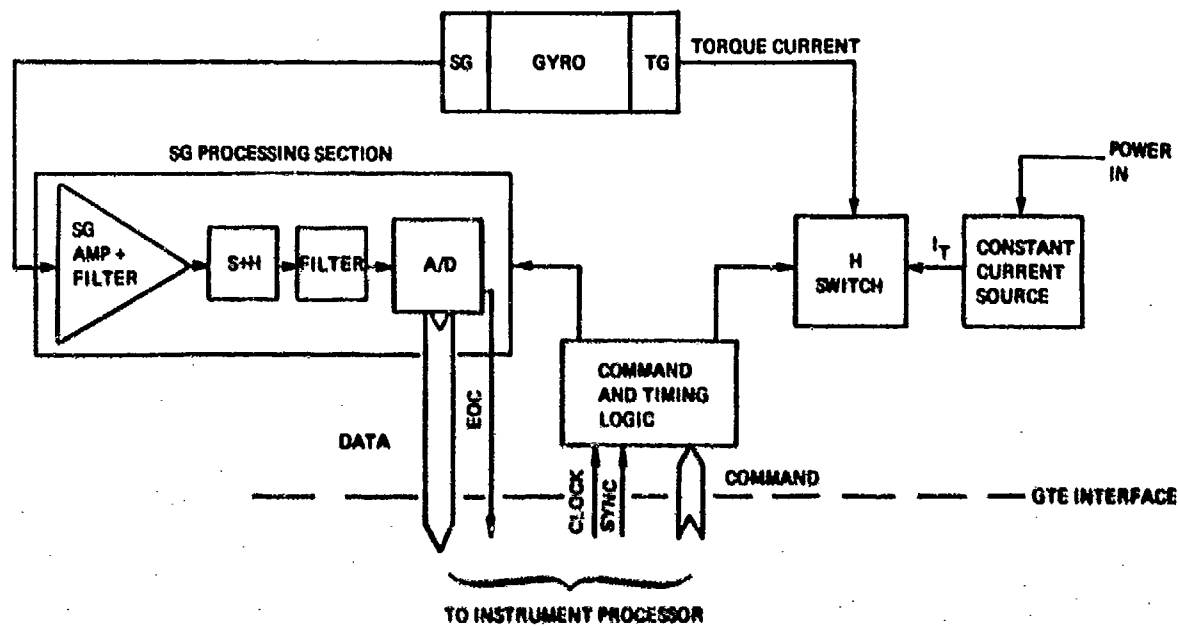 SG
GYRO
TG
TORQUE CURRENT
SG PROCESSING SECTION
POWER
IN
SG
AMP +
FILTER
S+H
FILTER
A/D
H
SWITCH
I_T
CONSTANT
CURRENT
SOURCE
COMMAND
AND TIMING
LOGIC
DATA
EOC
CLOCK
SYNC
COMMAND
GTE INTERFACE
TO INSTRUMENT PROCESSOR